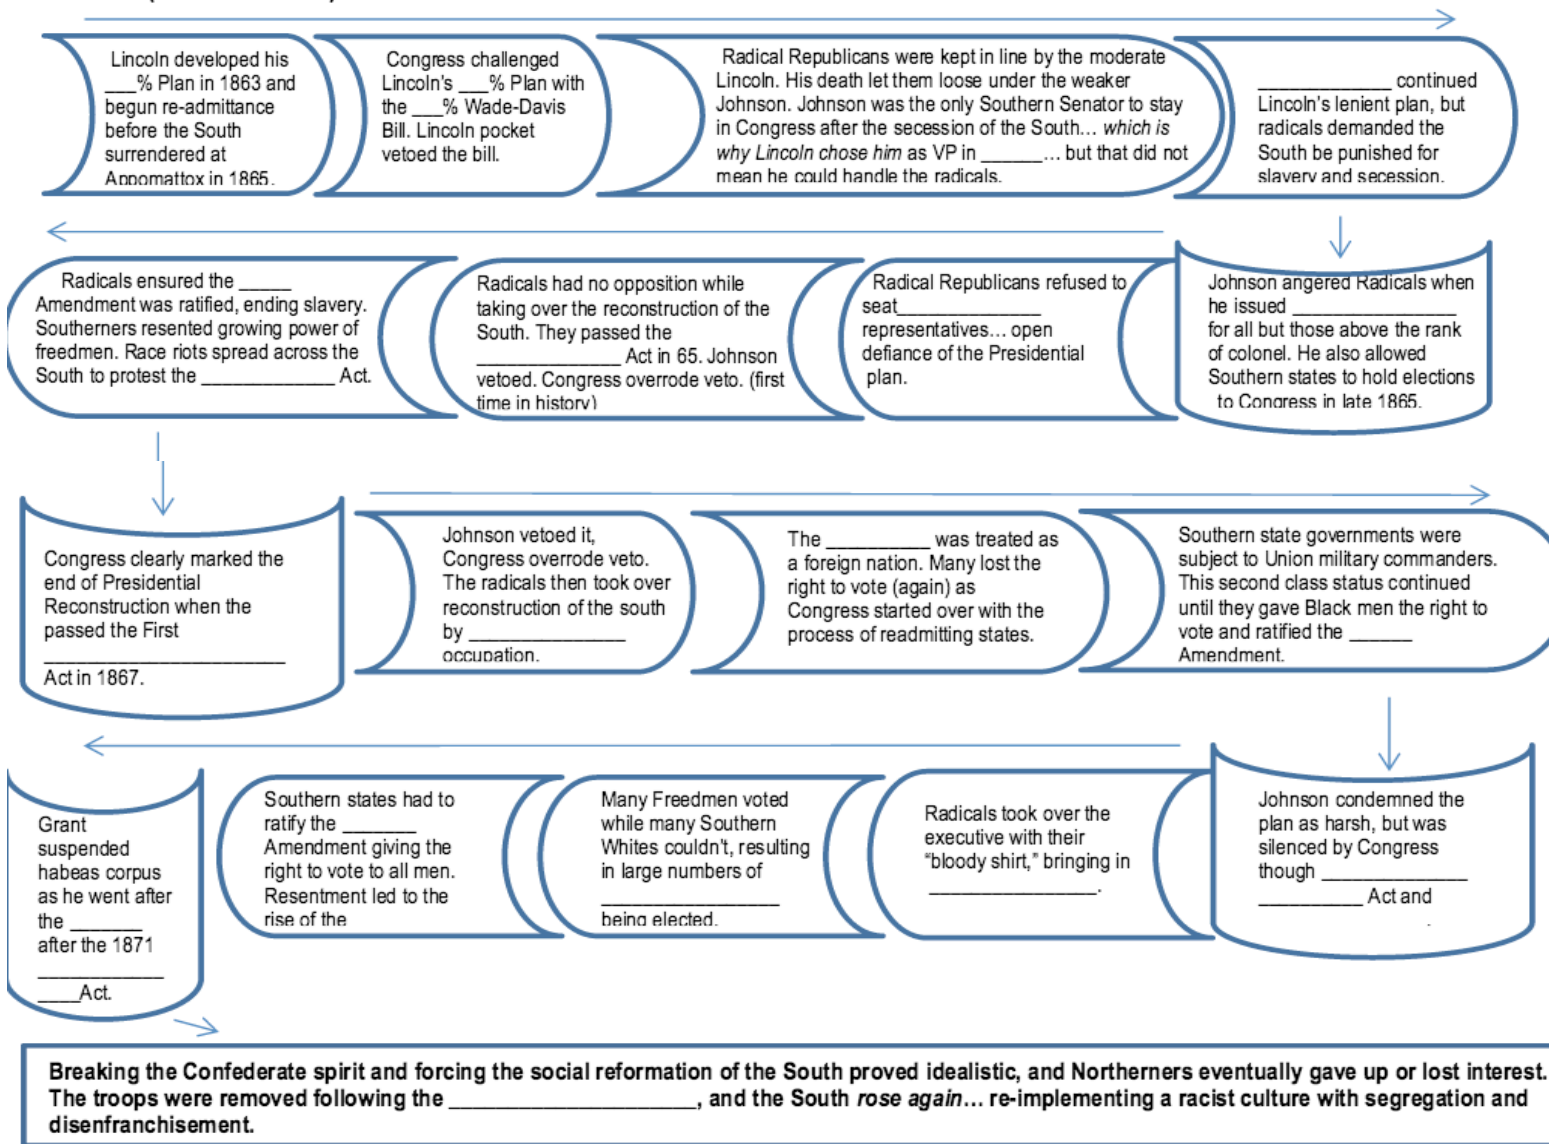 Lincoln developed his
___% Plan in 1863 and
begun re-admittance
before the South
surrendered at
Appomattox in 1865.
Congress challenged
Lincoln's ___% Plan with
the ___% Wade-Davis
Bill. Lincoln pocket
vetoed the bill.
Radical Republicans were kept in line by the moderate
Lincoln. His death let them loose under the weaker
Johnson. Johnson was the only Southern Senator to stay
in Congress after the secession of the South... which is
why Lincoln chose him as VP in ______... but that did not
mean he could handle the radicals.
_____________ continued
Lincoln's lenient plan, but
radicals demanded the
South be punished for
slavery and secession.
Johnson angered Radicals when
he issued ________________
for all but those above the rank
of colonel. He also allowed
Southern states to hold elections
to Congress in late 1865.
Radical Republicans refused to
seat______________
representatives... open
defiance of the Presidential
plan.
Radicals had no opposition while
taking over the reconstruction of the
South. They passed the
______________ Act in 65. Johnson
vetoed. Congress overrode veto. (first
time in history)
Radicals ensured the _____
Amendment was ratified, ending slavery.
Southerners resented growing power of
freedmen. Race riots spread across the
South to protest the _____________ Act.
Congress clearly marked the
end of Presidential
Reconstruction when the
passed the First
_______________________
Act in 1867.
Johnson vetoed it,
Congress overrode veto.
The radicals then took over
reconstruction of the south
by _______________
occupation.
The __________ was treated as
a foreign nation. Many lost the
right to vote (again) as
Congress started over with the
process of readmitting states.
Southern state governments were
subject to Union military commanders.
This second class status continued
until they gave Black men the right to
vote and ratified the ______
Amendment.
Johnson condemned the
plan as harsh, but was
silenced by Congress
though ______________
__________ Act and
.
Radicals took over the
executive with their
"bloody shirt," bringing in
________________.
Many Freedmen voted
while many Southern
Whites couldn't, resulting
in large numbers of
_________________
being elected.
Southern states had to
ratify the _______
Amendment giving the
right to vote to all men.
Resentment led to the
rise of the
Grant
suspended
habeas corpus
as he went after
the _______
after the 1871
____________
____Act.
Breaking the Confederate spirit and forcing the social reformation of the South proved idealistic, and Northerners eventually gave up or lost interest.
The troops were removed following the ______________________, and the South rose again... re-implementing a racist culture with segregation and
disenfranchisement.